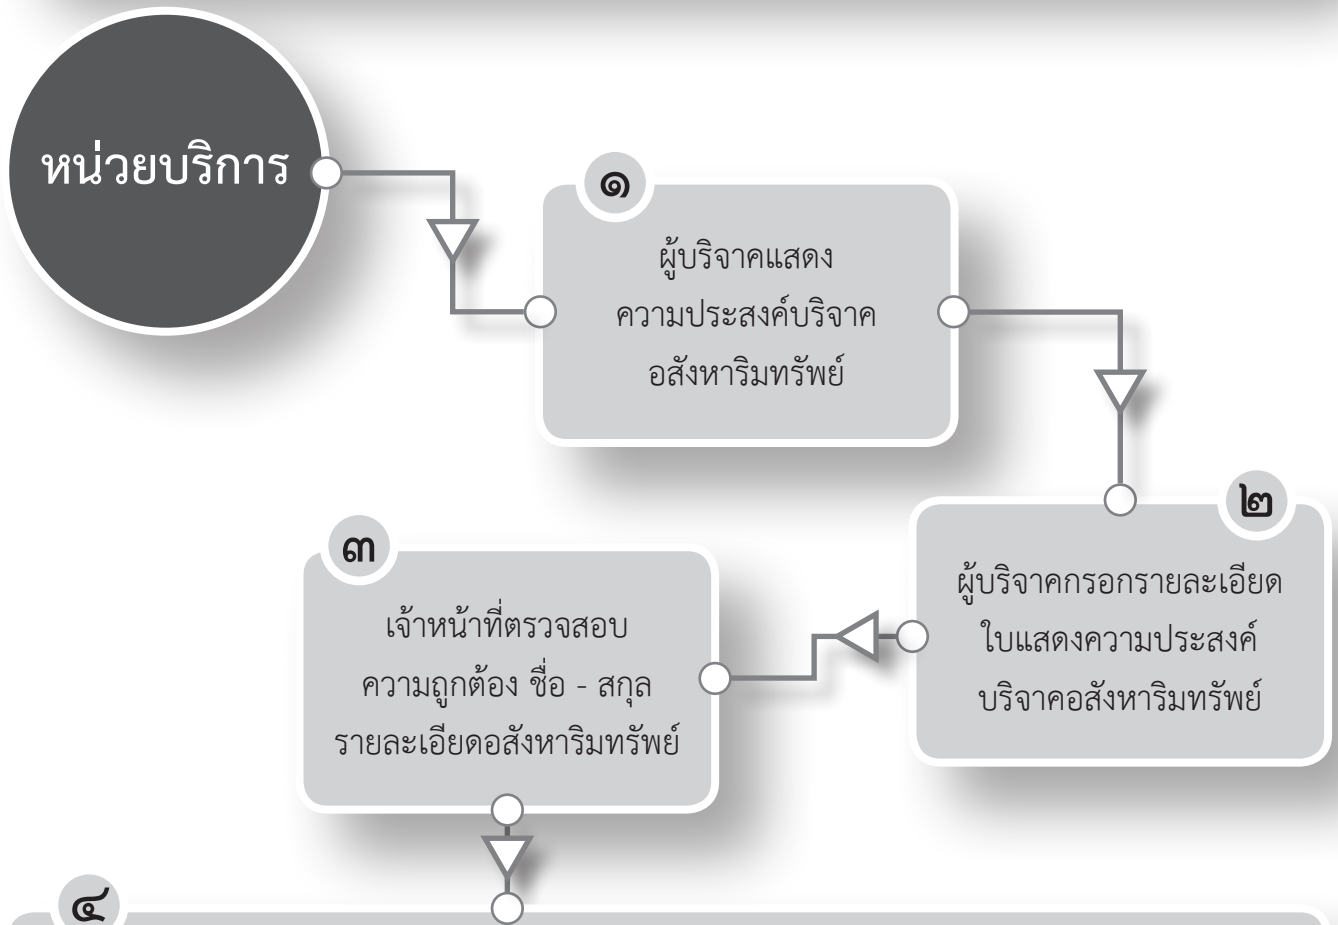 หน่วยบริการ
๑
ผู้บริจาคแสดง
ความประสงค์บริจาค
อสังหาริมทรัพย์
๒
ผู้บริจาคกรอกรายละเอียด
ใบแสดงความประสงค์
บริจาคอสังหาริมทรัพย์
๓
เจ้าหน้าที่ตรวจสอบ
ความถูกต้อง ชื่อ - สกุล
รายละเอียดอสังหาริมทรัพย์
๔